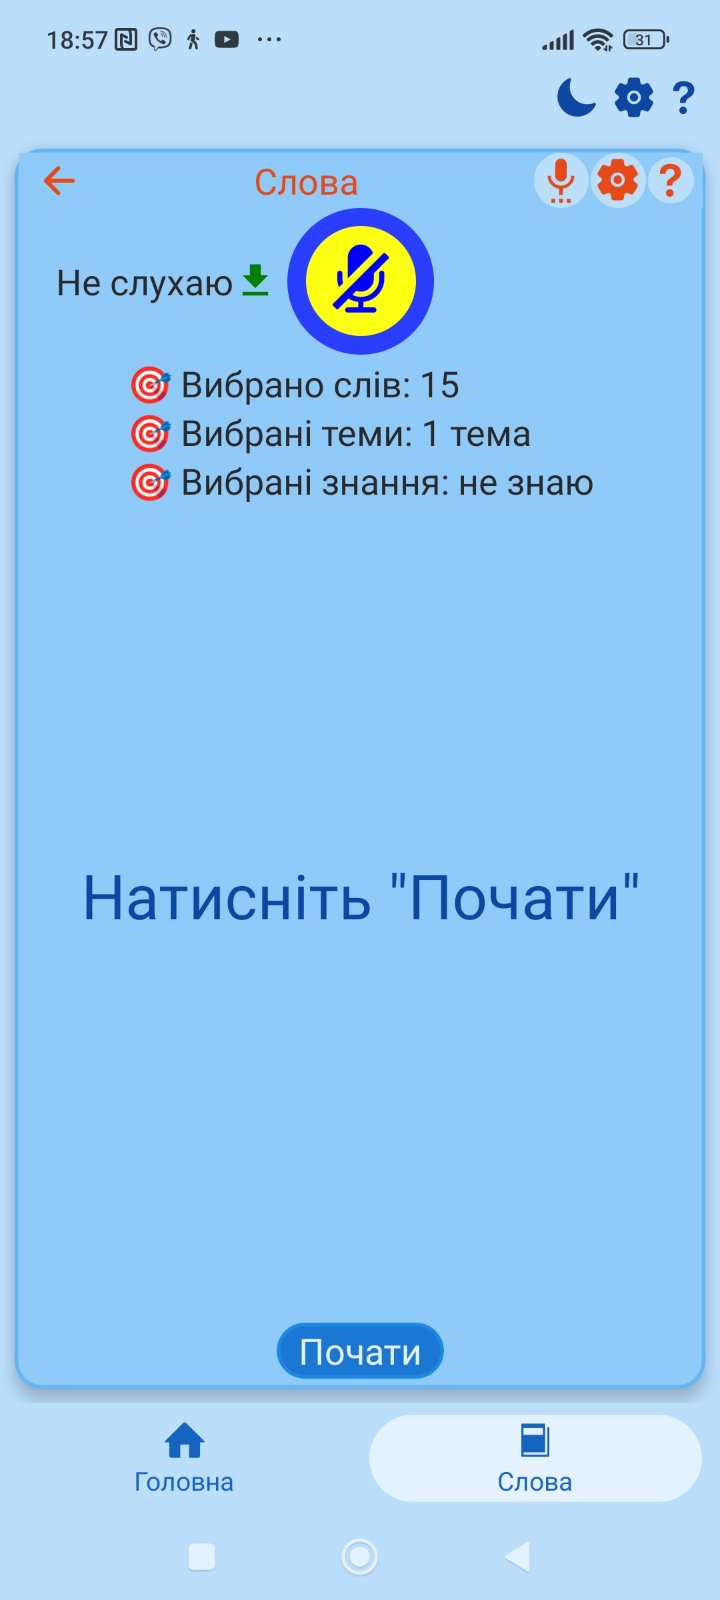 18:57
31
?
Слова
?
Не слухаю
Вибрано слів: 15
Вибрані теми: 1 тема
Вибрані знання: не знаю
Натисніть "Почати"
Почати
Головна
Слова